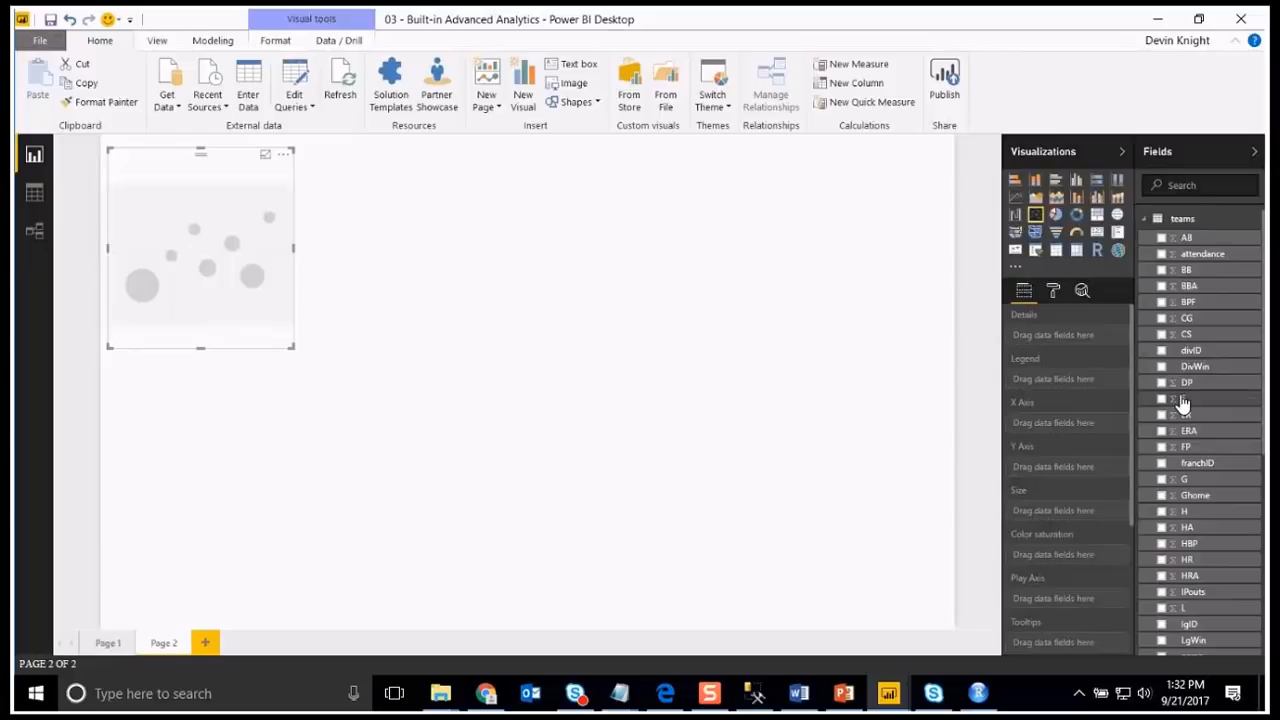 Visual tools
03 - Built-in Advanced Analytics - Power BI Desktop
File
Home
View
Modeling
Format
Data / Drill
Devin Knight
Paste
Cut
Copy
Format Painter
Clipboard
Get Data
Recent Sources
Enter Data
External data
Edit Queries
Refresh
Solution Templates
Partner Showcase
Resources
New Page
New Visual
Text box
Image
Shapes
Insert
From Store
From File
Custom visuals
Switch Theme
Themes
Manage Relationships
Relationships
New Measure
New Column
New Quick Measure
Calculations
Publish
Share
Visualizations
R
Details
Drag data fields here
Legend
Drag data fields here
X Axis
Drag data fields here
Y Axis
Drag data fields here
Size
Drag data fields here
Color saturation
Drag data fields here
Play Axis
Drag data fields here
Tooltips
Drag data fields here
Fields
Search
teams
AB
attendance
BB
BBA
BPF
CG
CS
divID
DivWin
DP
ERA
FP
franchID
G
Ghome
H
HA
HBP
HR
HRA
IPouts
L
lgID
LgWin
Page 1
Page 2
PAGE 2 OF 2
Type here to search
1:32 PM
9/21/2017